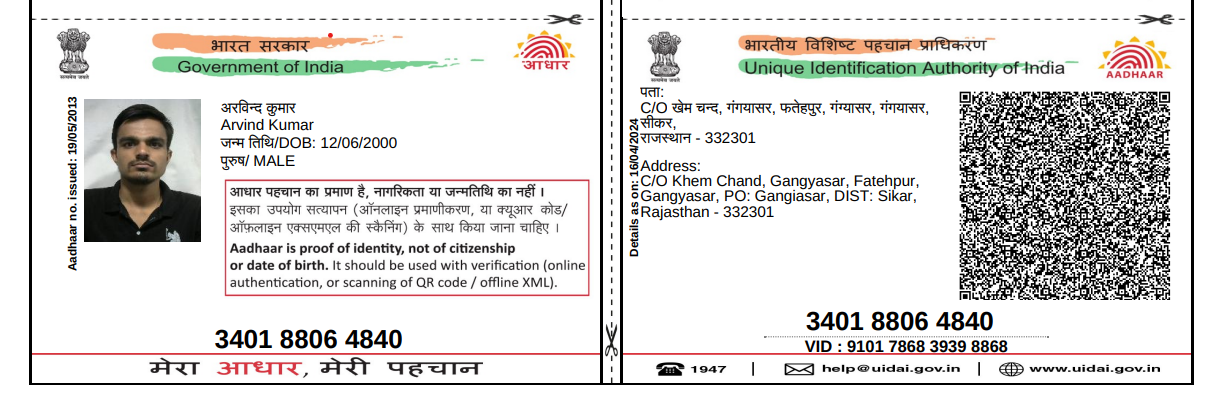 भारत सरकार
Government of India
सत्यमेव जयते
आधार
Aadhaar no. issued: 19/05/2013
अरविन्द कुमार
Arvind Kumar
जन्म तिथि/DOB: 12/06/2000
पुरुष/ MALE
आधार पहचान का प्रमाण है, नागरिकता या जन्मतिथि का नहीं ।
इसका उपयोग सत्यापन (ऑनलाइन प्रमाणीकरण, या क्यूआर कोड/
ऑफ़लाइन एक्सएमएल की स्कैनिंग) के साथ किया जाना चाहिए ।
Aadhaar is proof of identity, not of citizenship
or date of birth. It should be used with verification (online
authentication, or scanning of QR code / offline XML).
3401 8806 4840
मेरा आधार, मेरी पहचान
भारतीय विशिष्ट पहचान प्राधिकरण
Unique Identification Authority of India
सत्यमेव जयते
AADHAAR
Details as on: 16/04/2024
पता:
C/O खेम चन्द, गंगयासर, फतेहपुर, गंग्यासर, गंगयासर,
सीकर,
राजस्थान - 332301
Address:
C/O Khem Chand, Gangyasar, Fatehpur,
Gangyasar, PO: Gangiasar, DIST: Sikar,
Rajasthan - 332301
3401 8806 4840
VID : 9101 7868 3939 8868
1947 | help@uidai.gov.in | www.uidai.gov.in